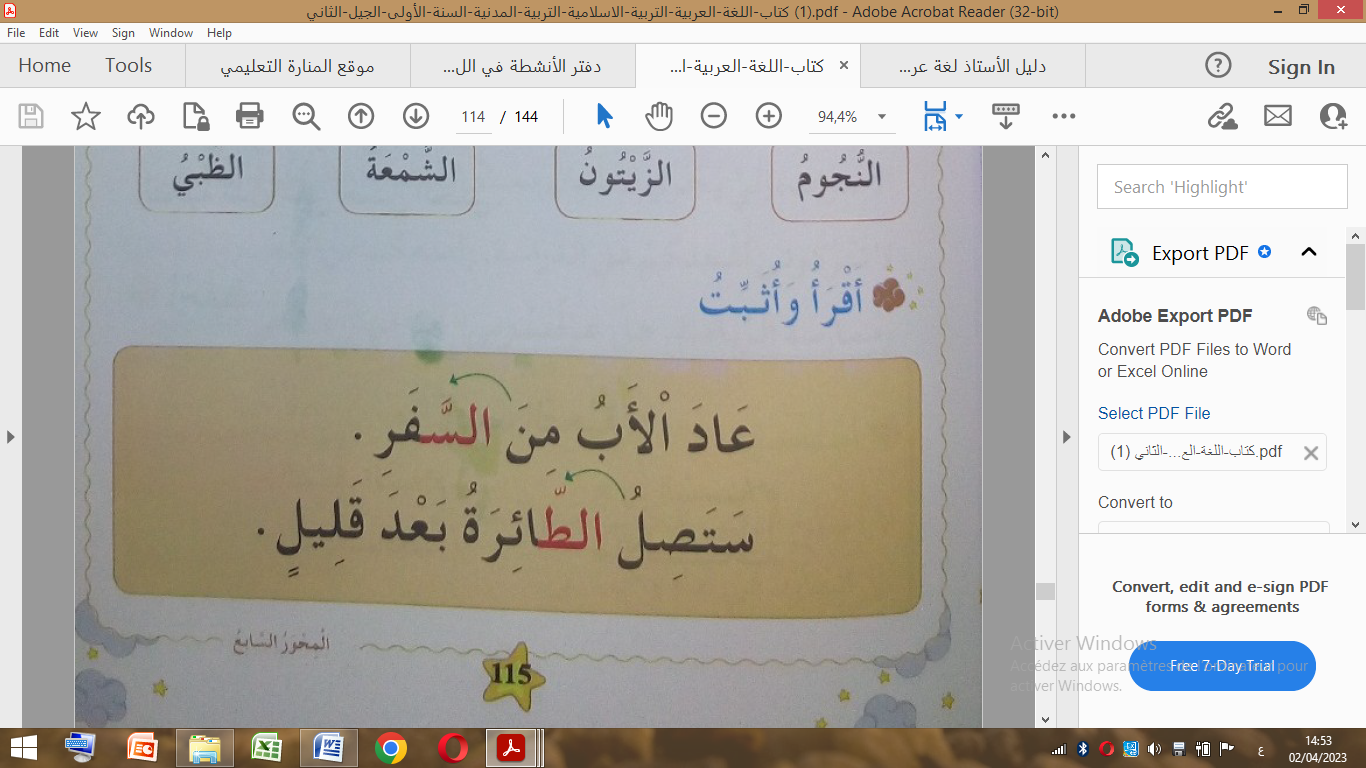 كتاب-اللغة-العربية-التربية-الاسلامية-التربية-المدنية-السنة-الأولى-الجيل-الثاني (1).pdf - Adobe Acrobat Reader (32-bit)
File Edit View Sign Window Help
Home Tools موقع المنارة التعليمي دفتر الأنشطة في الل... كتاب-اللغة-العربية-ا... × دليل الأستاذ لغة عر... Sign In
114 / 144 94,4%
النُّجُومُ الزَّيْتُونُ الشَّمْعَةُ الظَّبْيُ
أَقْرَأُ وَأُثَبِّتُ
عَادَ الْأَبُ مِنَ السَّفَرِ .
سَتَصِلُ الطَّائِرَةُ بَعْدَ قَلِيلٍ .
الْمِحْوَرُ السَّابِعُ
115
Search 'Highlight'
Export PDF
Adobe Export PDF
Convert PDF Files to Word
or Excel Online
Select PDF File
كتاب-اللغة-الع...-الثاني (1).pdf
Convert to
Convert, edit and e-sign PDF
forms & agreements
Free 7-Day Trial
Activer Windows
Accédez aux paramètres de l'ordinateur pour
activer Windows.
ع
14:53
02/04/2023